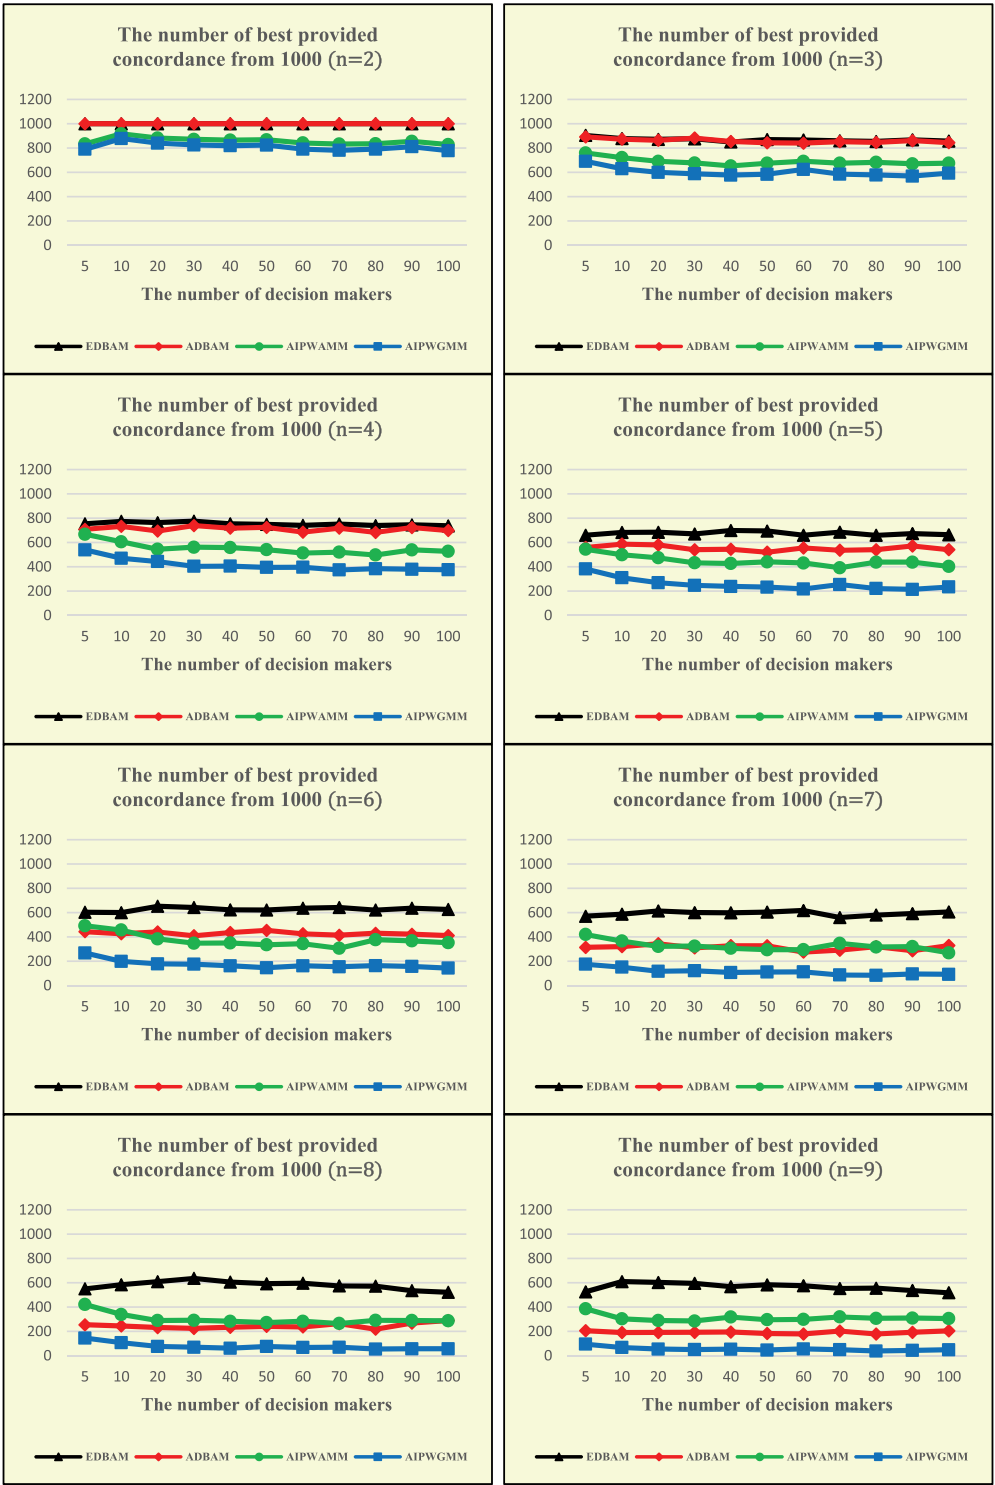 The number of best provided
concordance from 1000 (n=2)
1200
1000
800
600
400
200
0
5 10 20 30 40 50 60 70 80 90 100
The number of decision makers
EDBAM ADBAM AIPWAMM AIPWGMM
The number of best provided
concordance from 1000 (n=3)
1200
1000
800
600
400
200
0
5 10 20 30 40 50 60 70 80 90 100
The number of decision makers
EDBAM ADBAM AIPWAMM AIPWGMM
The number of best provided
concordance from 1000 (n=4)
1200
1000
800
600
400
200
0
5 10 20 30 40 50 60 70 80 90 100
The number of decision makers
EDBAM ADBAM AIPWAMM AIPWGMM
The number of best provided
concordance from 1000 (n=5)
1200
1000
800
600
400
200
0
5 10 20 30 40 50 60 70 80 90 100
The number of decision makers
EDBAM ADBAM AIPWAMM AIPWGMM
The number of best provided
concordance from 1000 (n=6)
1200
1000
800
600
400
200
0
5 10 20 30 40 50 60 70 80 90 100
The number of decision makers
EDBAM ADBAM AIPWAMM AIPWGMM
The number of best provided
concordance from 1000 (n=7)
1200
1000
800
600
400
200
0
5 10 20 30 40 50 60 70 80 90 100
The number of decision makers
EDBAM ADBAM AIPWAMM AIPWGMM
The number of best provided
concordance from 1000 (n=8)
1200
1000
800
600
400
200
0
5 10 20 30 40 50 60 70 80 90 100
The number of decision makers
EDBAM ADBAM AIPWAMM AIPWGMM
The number of best provided
concordance from 1000 (n=9)
1200
1000
800
600
400
200
0
5 10 20 30 40 50 60 70 80 90 100
The number of decision makers
EDBAM ADBAM AIPWAMM AIPWGMM